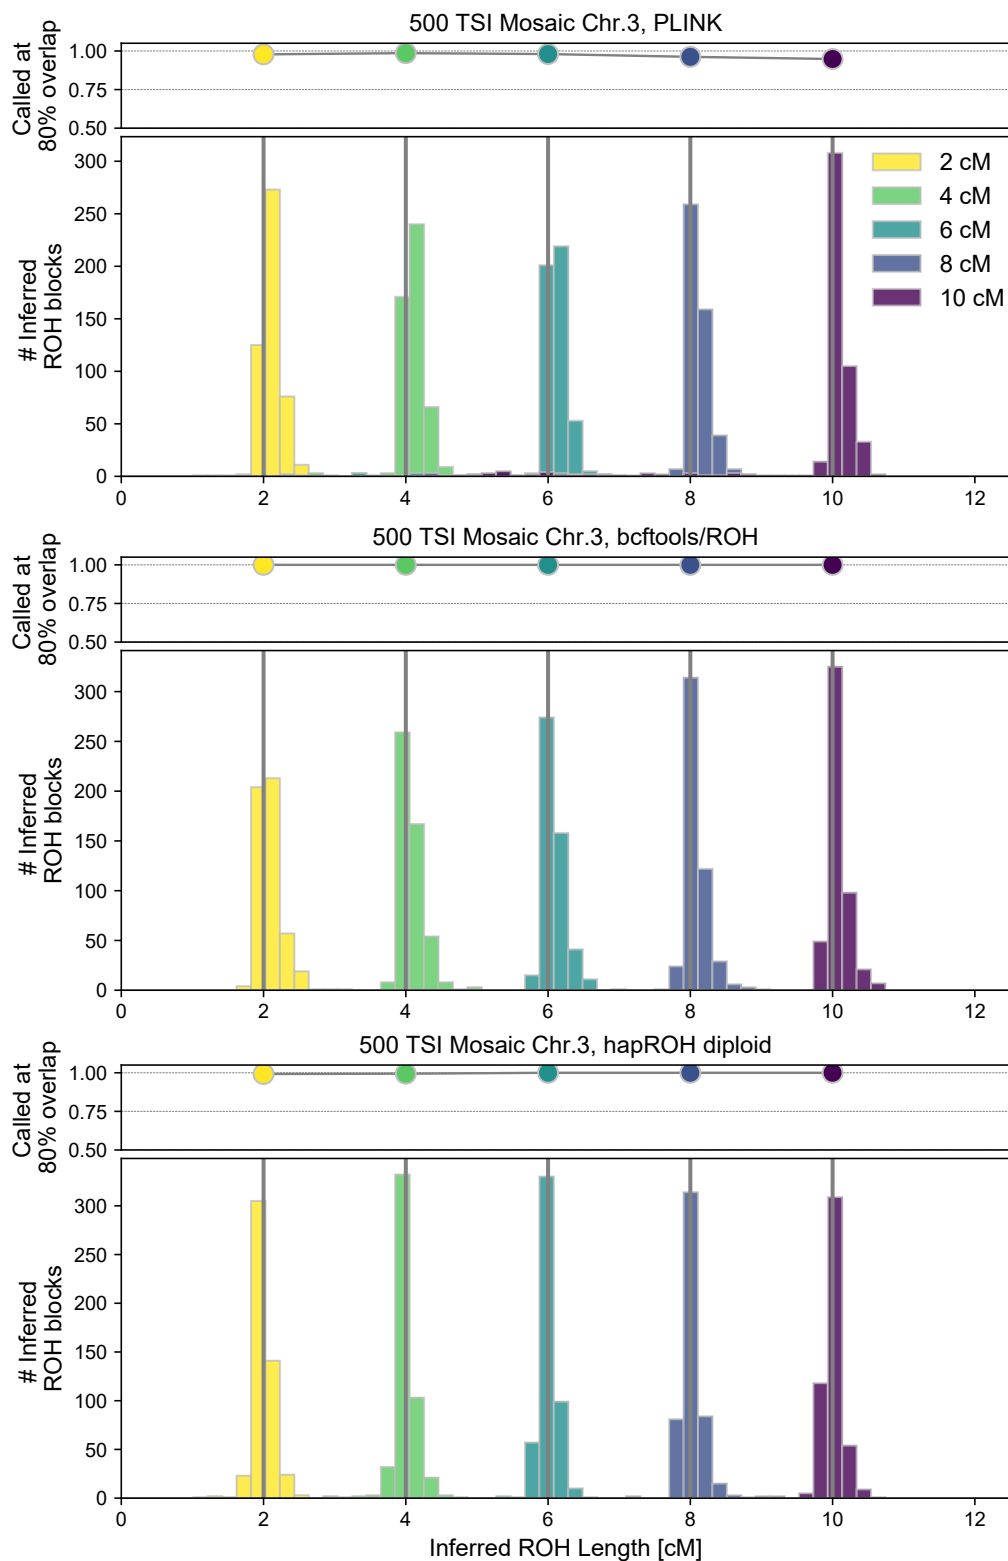 500 TSI Mosaic Chr.3, PLINK
Called at
80% overlap
1.00
0.75
0.50
# Inferred
ROH blocks
300
250
200
150
100
50
0
2 cM
4 cM
6 cM
8 cM
10 cM
0 2 4 6 8 10 12
500 TSI Mosaic Chr.3, bcftools/ROH
Called at
80% overlap
1.00
0.75
0.50
# Inferred
ROH blocks
300
250
200
150
100
50
0
0 2 4 6 8 10 12
500 TSI Mosaic Chr.3, hapROH diploid
Called at
80% overlap
1.00
0.75
0.50
# Inferred
ROH blocks
300
250
200
150
100
50
0
0 2 4 6 8 10 12
Inferred ROH Length [cM]